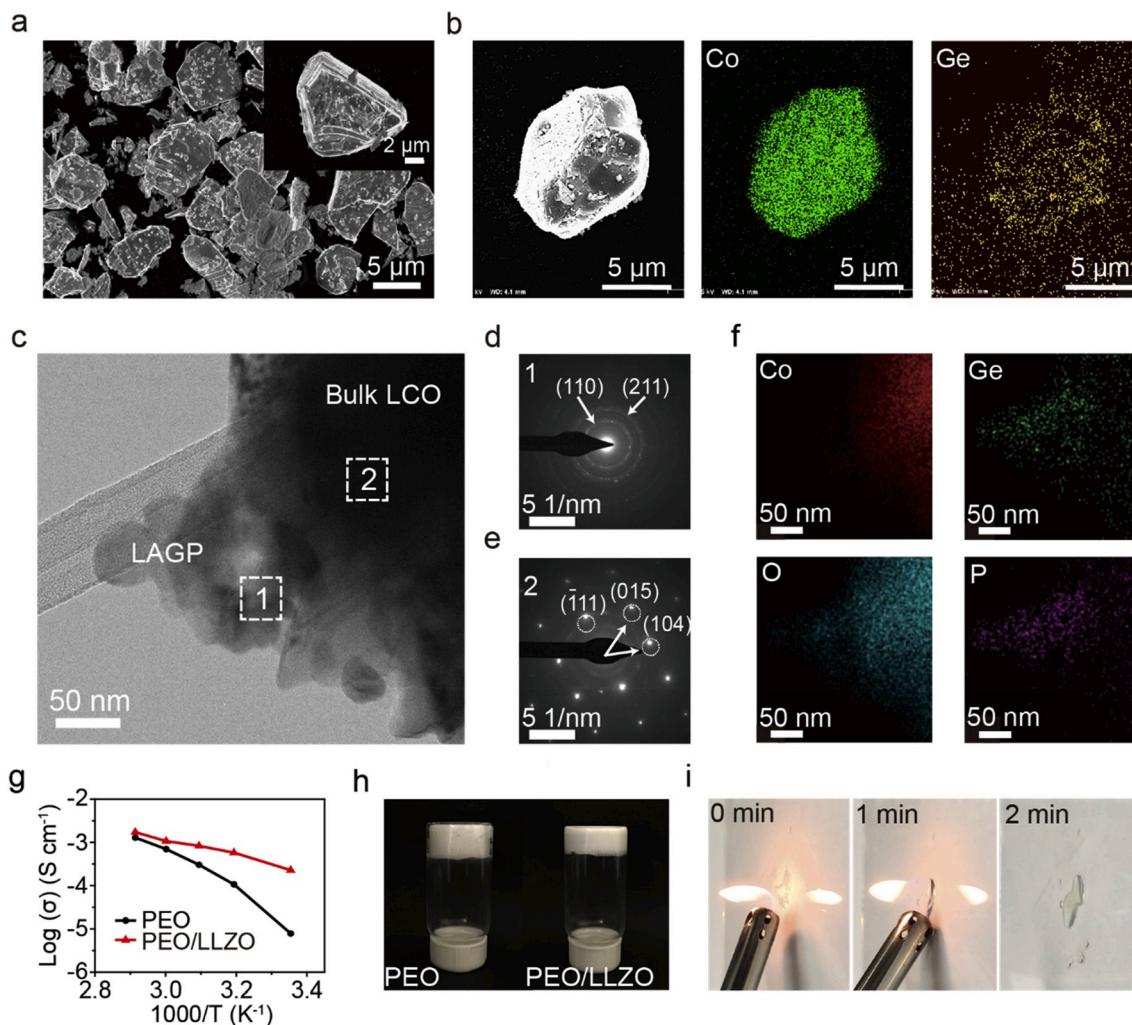 a
2 μm
5 μm
b
5 μm
Co
5 μm
Ge
5 μm
c
Bulk LCO
2
LAGP
1
50 nm
d
1
(110)
(211)
5 1/nm
e
2
(1̄11)
(015)
(104)
5 1/nm
f
Co
50 nm
Ge
50 nm
O
50 nm
P
50 nm
g
Log (σ) (S cm⁻¹)
-2
-3
-4
-5
-6
PEO
PEO/LLZO
2.8 3.0 3.2 3.4
1000/T (K⁻¹)
h
PEO
PEO/LLZO
i
0 min
1 min
2 min